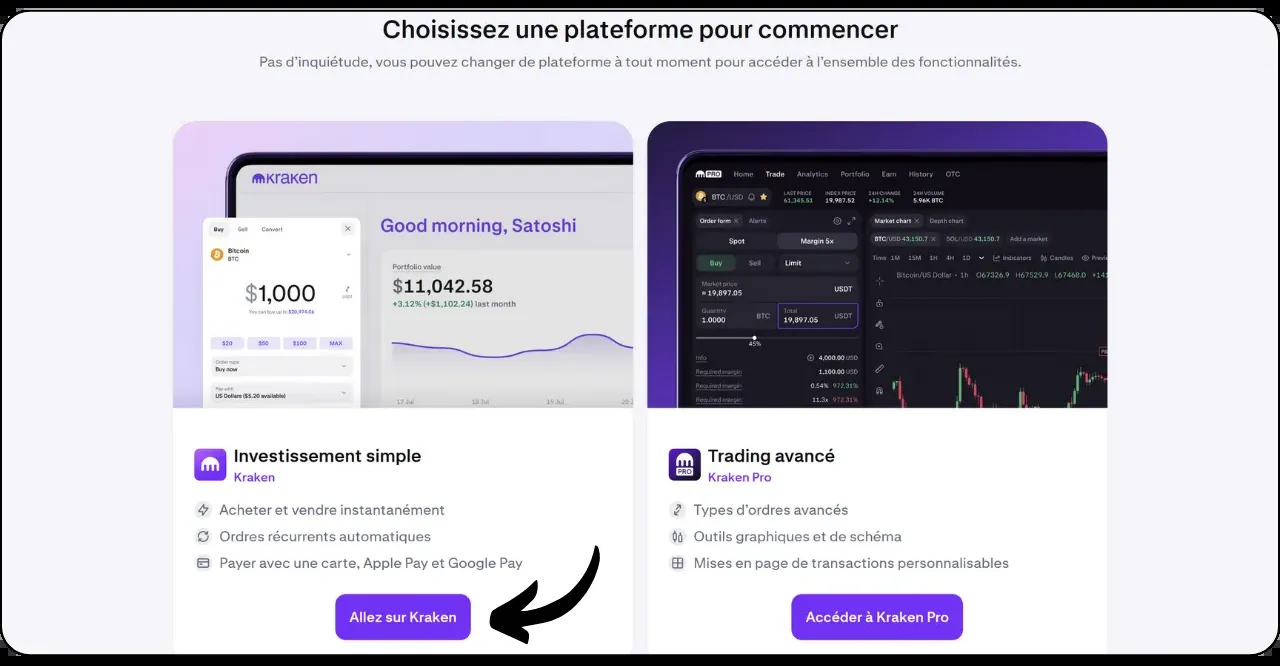 Choisissez une plateforme pour commencer
Pas d'inquiétude, vous pouvez changer de plateforme à tout moment pour accéder à l'ensemble des fonctionnalités.
kraken
Good morning, Satoshi
Buy Sell Convert
Bitcoin
BTC
$1,000
You can buy up to $20,974.06
$20 $50 $100 MAX
Order type
Buy now
Pay with
US Dollars ($5.20 available)
Portfolio value
$11,042.58
+3.12% (+$1,102.24) last month
17 Jul 18 Jul 19 Jul
PRO Home Trade Analytics Portfolio Earn History OTC
BTC/USD
LAST PRICE INDEX PRICE 24H CHANGE 24H VOLUME
61,345.51 19,987.52 +12.14% 5.96K BTC
Order form Alerts
Spot Margin 5x
Buy Sell Limit
Market price
≈ 19,897.05 USDT
Quantity
1.0000 BTC
Total
19,897.05 USDT
45%
Info 4,000.00 USD
Required margin 1,100.00 USD
Required margin 0.54% 972.31%
Required margin 11.3x 972.31%
Market chart Depth chart
BTC/USD 43,150.7 SOL/USD 43,150.7 Add a market
Time 1M 15M 1H 4H 1D Indicators Candles
Bitcoin/US Dollar · 1h O67326.9 H67529.9 L67468.0
Investissement simple
Kraken
Acheter et vendre instantanément
Ordres récurrents automatiques
Payer avec une carte, Apple Pay et Google Pay
Allez sur Kraken
PRO
Trading avancé
Kraken Pro
Types d'ordres avancés
Outils graphiques et de schéma
Mises en page de transactions personnalisables
Accéder à Kraken Pro